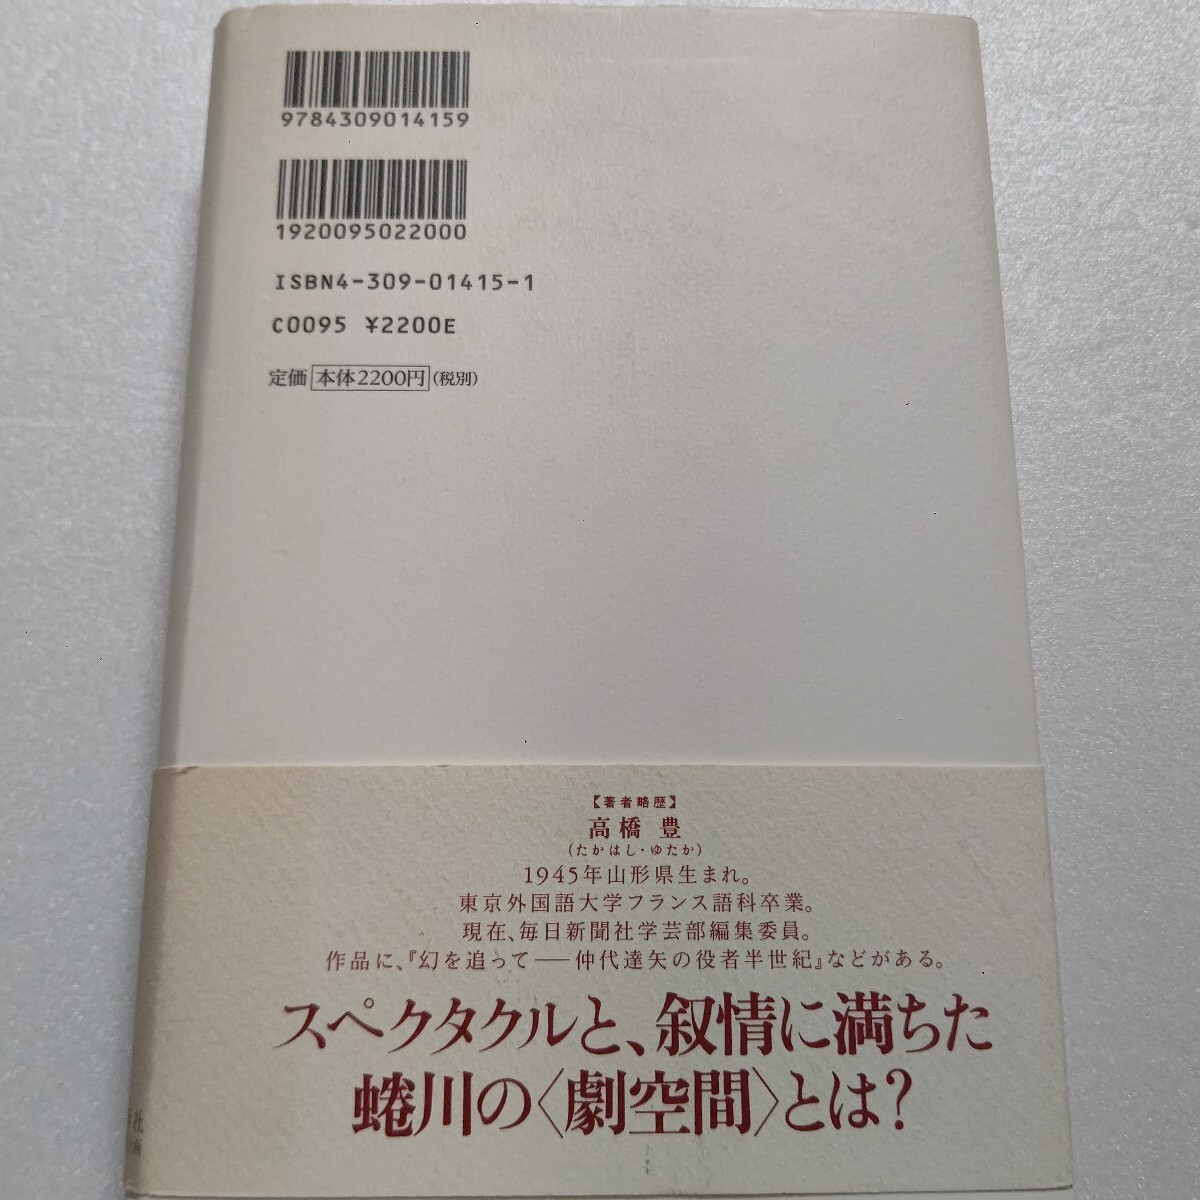 9784309014159
1920095022000
ISBN4-309-01415-1
C0095 ¥2200E
定価 本体2200円 (税別)
【著者略歴】
高橋 豊
(たかはし・ゆたか)
1945年山形県生まれ。
東京外国語大学フランス語科卒業。
現在、毎日新聞社学芸部編集委員。
作品に、『幻を追って──仲代達矢の役者半世紀』などがある。
スペクタクルと、叙情に満ちた
蜷川の〈劇空間〉とは?
社